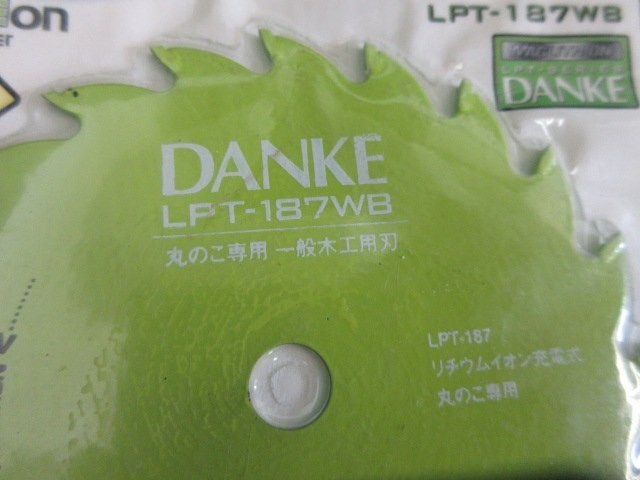 on
LPT-187WB
DANKE
DANKE
LPT-187WB
丸のこ専用 一般木工用刃
LPT-187
リチウムイオン充電式
丸のこ専用